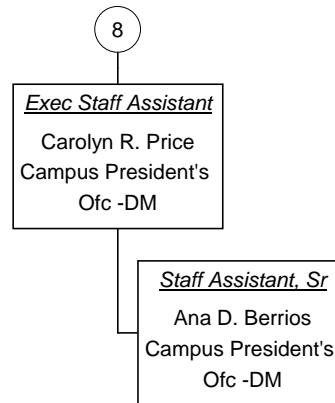 8
Exec Staff Assistant
Carolyn R. Price
Campus President's
Ofc -DM
Staff Assistant, Sr
Ana D. Berrios
Campus President's
Ofc -DM